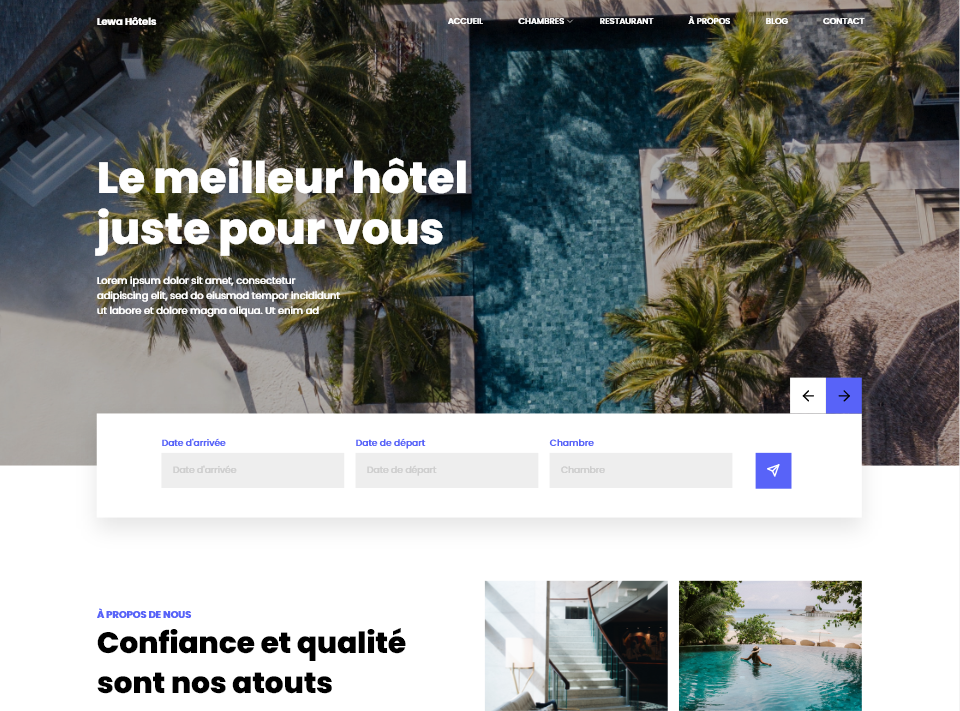 Lewa Hôtels
ACCUEIL CHAMBRES RESTAURANT À PROPOS BLOG CONTACT
Le meilleur hôtel
juste pour vous
Lorem ipsum dolor sit amet, consectetur
adipiscing elit, sed do eiusmod tempor incididunt
ut labore et dolore magna aliqua. Ut enim ad
Date d'arrivée Date de départ Chambre
Date d'arrivée Date de départ Chambre
À PROPOS DE NOUS
Confiance et qualité
sont nos atouts